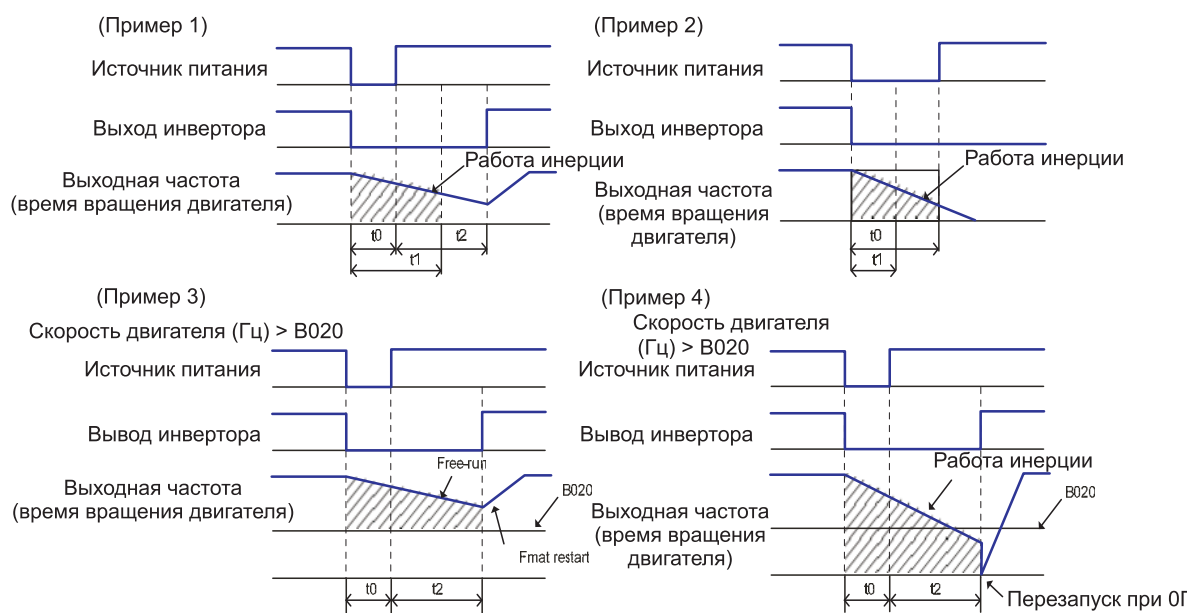 (Пример 1)
Источник питания
Выход инвертора
Работа инерции
Выходная частота
(время вращения двигателя)
t0
t2
t1
(Пример 2)
Источник питания
Выход инвертора
Работа инерции
Выходная частота
(время вращения
двигателя)
t0
t1
(Пример 3)
Скорость двигателя (Гц) > B020
Источник питания
Вывод инвертора
Free-run
Выходная частота
(время вращения двигателя)
B020
Fmat restart
t0
t2
(Пример 4)
Скорость двигателя
(Гц) > B020
Источник питания
Вывод инвертора
Работа инерции
B020
Выходная частота
(время вращения
двигателя)
t0
t2
Перезапуск при 0Г